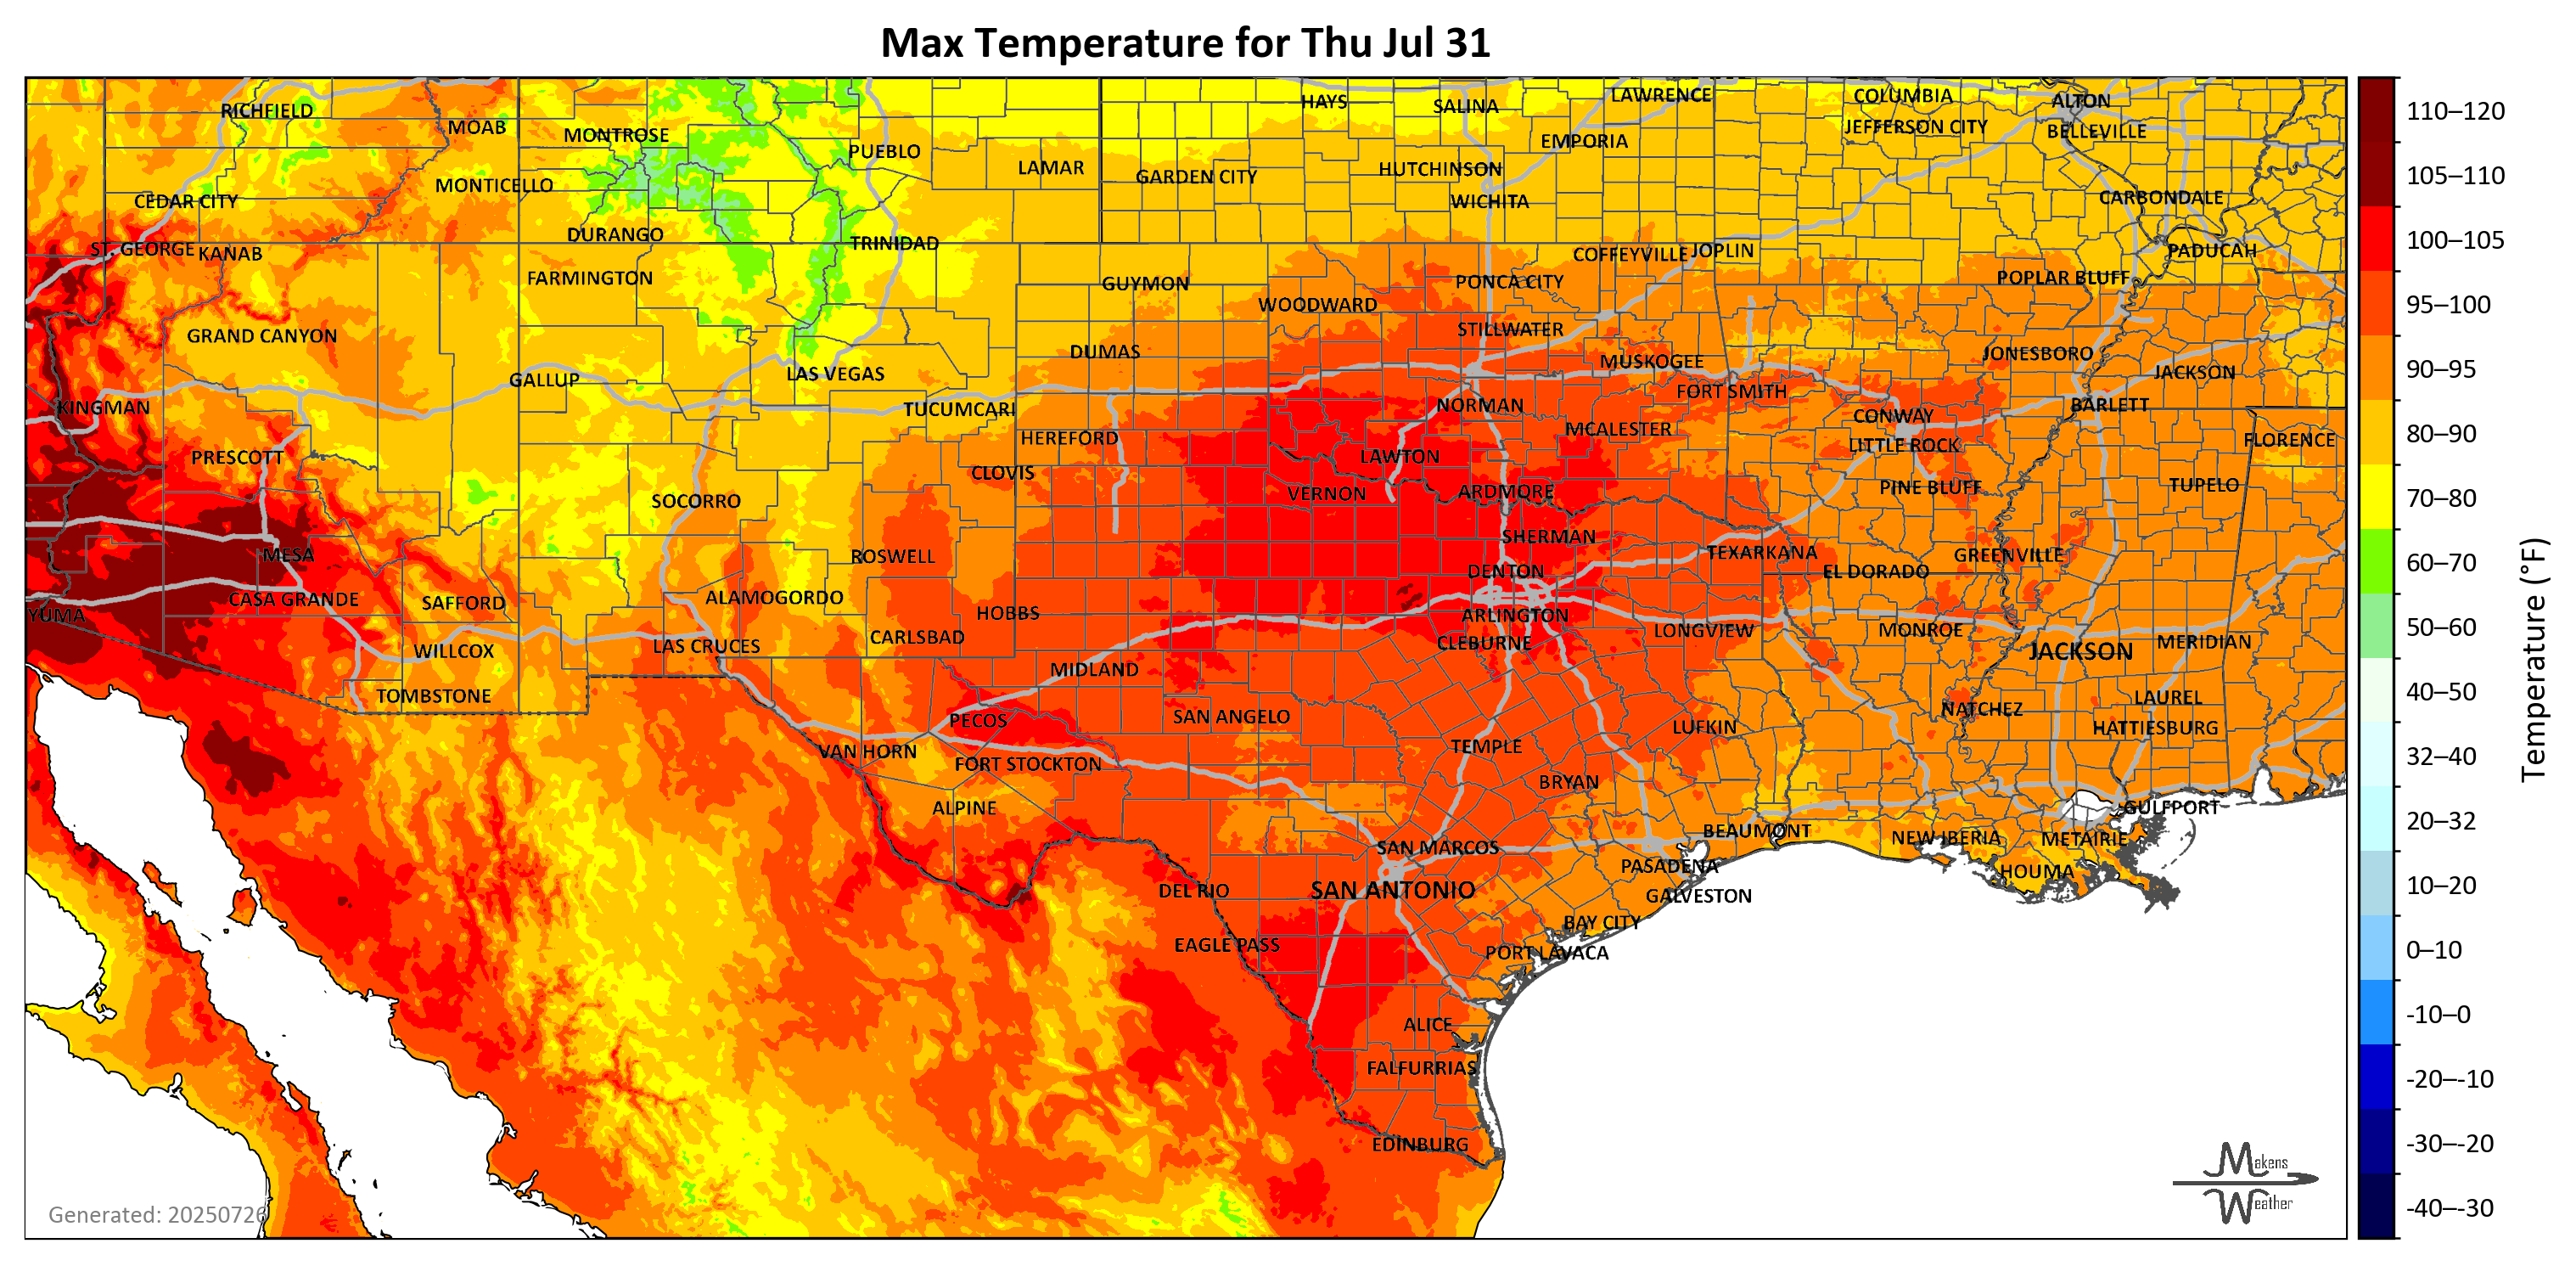 Max Temperature for Thu Jul 31
RICHFIELD
MOAB
MONTROSE
PUEBLO
LAMAR
HAYS
SALINA
LAWRENCE
COLUMBIA
ALTON
JEFFERSON CITY
BELLEVILLE
EMPORIA
HUTCHINSON
GARDEN CITY
MONTICELLO
CEDAR CITY
WICHITA
CARBONDALE
DURANGO
TRINIDAD
ST. GEORGE
KANAB
COFFEYVILLE
JOPLIN
PADUCAH
FARMINGTON
GUYMON
PONCA CITY
POPLAR BLUFF
WOODWARD
GRAND CANYON
STILLWATER
DUMAS
MUSKOGEE
JONESBORO
GALLUP
LAS VEGAS
JACKSON
FORT SMITH
KINGMAN
TUCUMCARI
NORMAN
CONWAY
BARLETT
HEREFORD
MCALESTER
LITTLE ROCK
FLORENCE
PRESCOTT
CLOVIS
LAWTON
SOCORRO
VERNON
ARDMORE
PINE BLUFF
TUPELO
MESA
ROSWELL
SHERMAN
TEXARKANA
GREENVILLE
DENTON
EL DORADO
CASA GRANDE
SAFFORD
ALAMOGORDO
YUMA
HOBBS
ARLINGTON
LAS CRUCES
CARLSBAD
CLEBURNE
LONGVIEW
MONROE
JACKSON
MERIDIAN
WILLCOX
MIDLAND
TOMBSTONE
LAUREL
PECOS
SAN ANGELO
NATCHEZ
LUFKIN
HATTIESBURG
VAN HORN
TEMPLE
FORT STOCKTON
BRYAN
ALPINE
GULFPORT
BEAUMONT
NEW IBERIA
METAIRIE
SAN MARCOS
PASADENA
HOUMA
DEL RIO
SAN ANTONIO
GALVESTON
BAY CITY
EAGLE PASS
PORT LAVACA
ALICE
FALFURRIAS
EDINBURG
Generated: 20250726
Makens
Weather
110–120
105–110
100–105
95–100
90–95
80–90
70–80
60–70
50–60
40–50
32–40
20–32
10–20
0–10
-10–0
-20–-10
-30–-20
-40–-30
Temperature (°F)